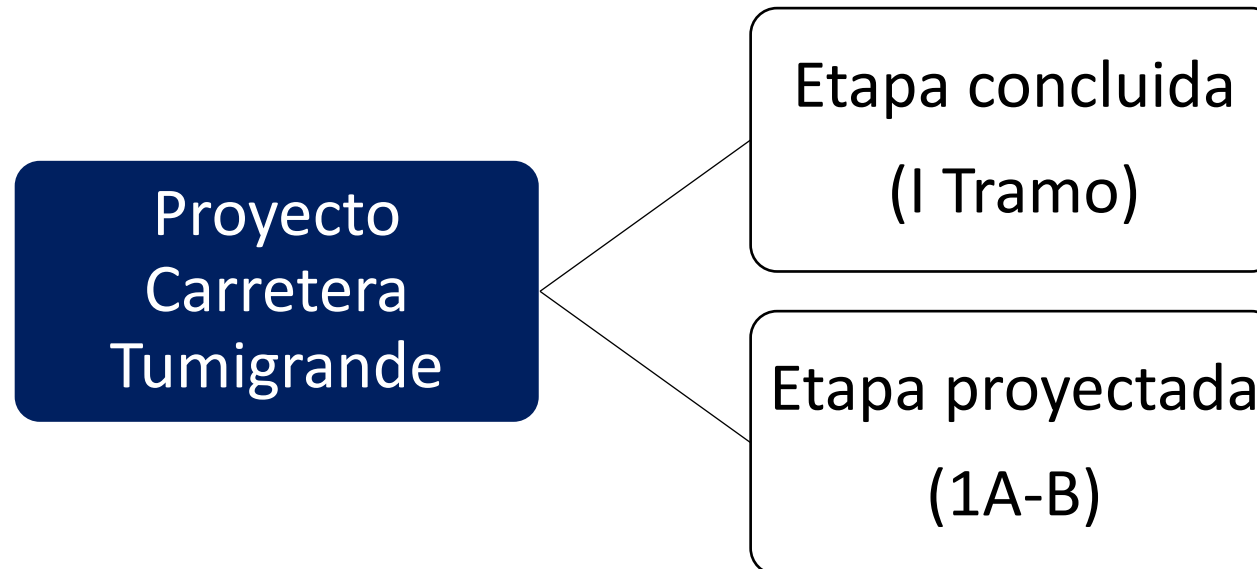 Proyecto
Carretera
Tumigrande
Etapa concluida
(I Tramo)
Etapa proyectada
(1A-B)